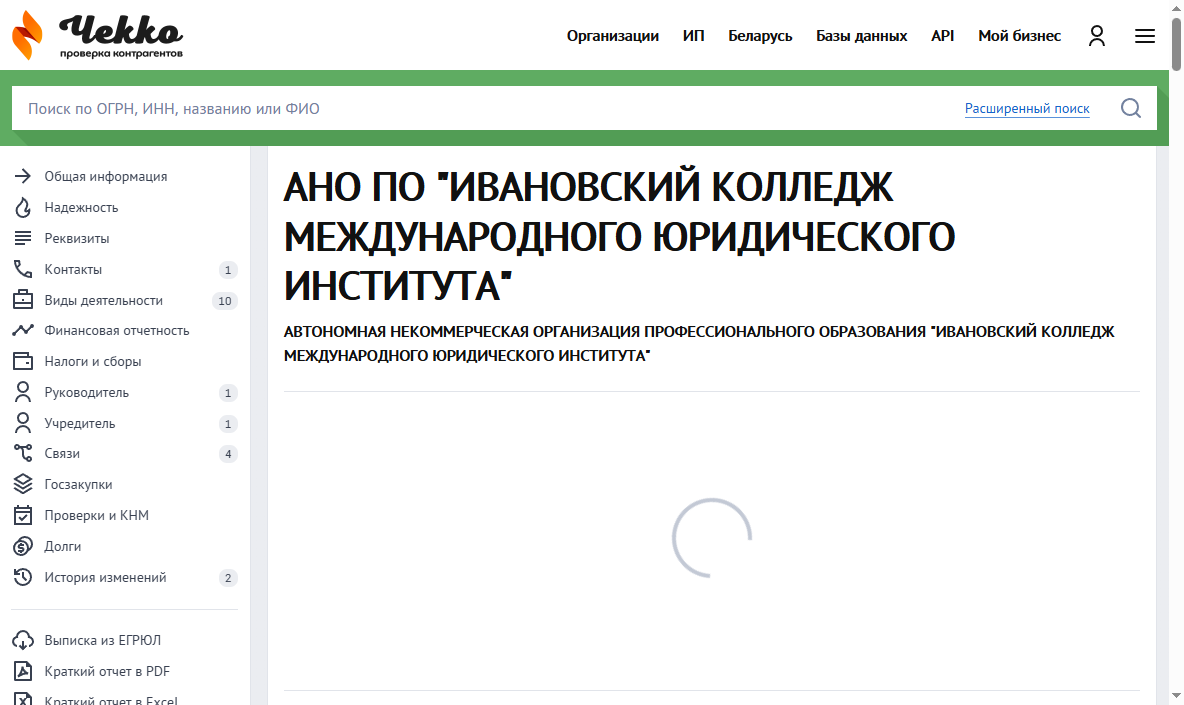 Чекко
проверка контрагентов
Организации ИП Беларусь Базы данных API Мой бизнес
Поиск по ОГРН, ИНН, названию или ФИО
Расширенный поиск
Общая информация
Надежность
Реквизиты
Контакты 1
Виды деятельности 10
Финансовая отчетность
Налоги и сборы
Руководитель 1
Учредитель 1
Связи 4
Госзакупки
Проверки и КНМ
Долги
История изменений 2
Выписка из ЕГРЮЛ
Краткий отчет в PDF
Краткий отчет в Excel
АНО ПО "ИВАНОВСКИЙ КОЛЛЕДЖ
МЕЖДУНАРОДНОГО ЮРИДИЧЕСКОГО
ИНСТИТУТА"
АВТОНОМНАЯ НЕКОММЕРЧЕСКАЯ ОРГАНИЗАЦИЯ ПРОФЕССИОНАЛЬНОГО ОБРАЗОВАНИЯ "ИВАНОВСКИЙ КОЛЛЕДЖ
МЕЖДУНАРОДНОГО ЮРИДИЧЕСКОГО ИНСТИТУТА"